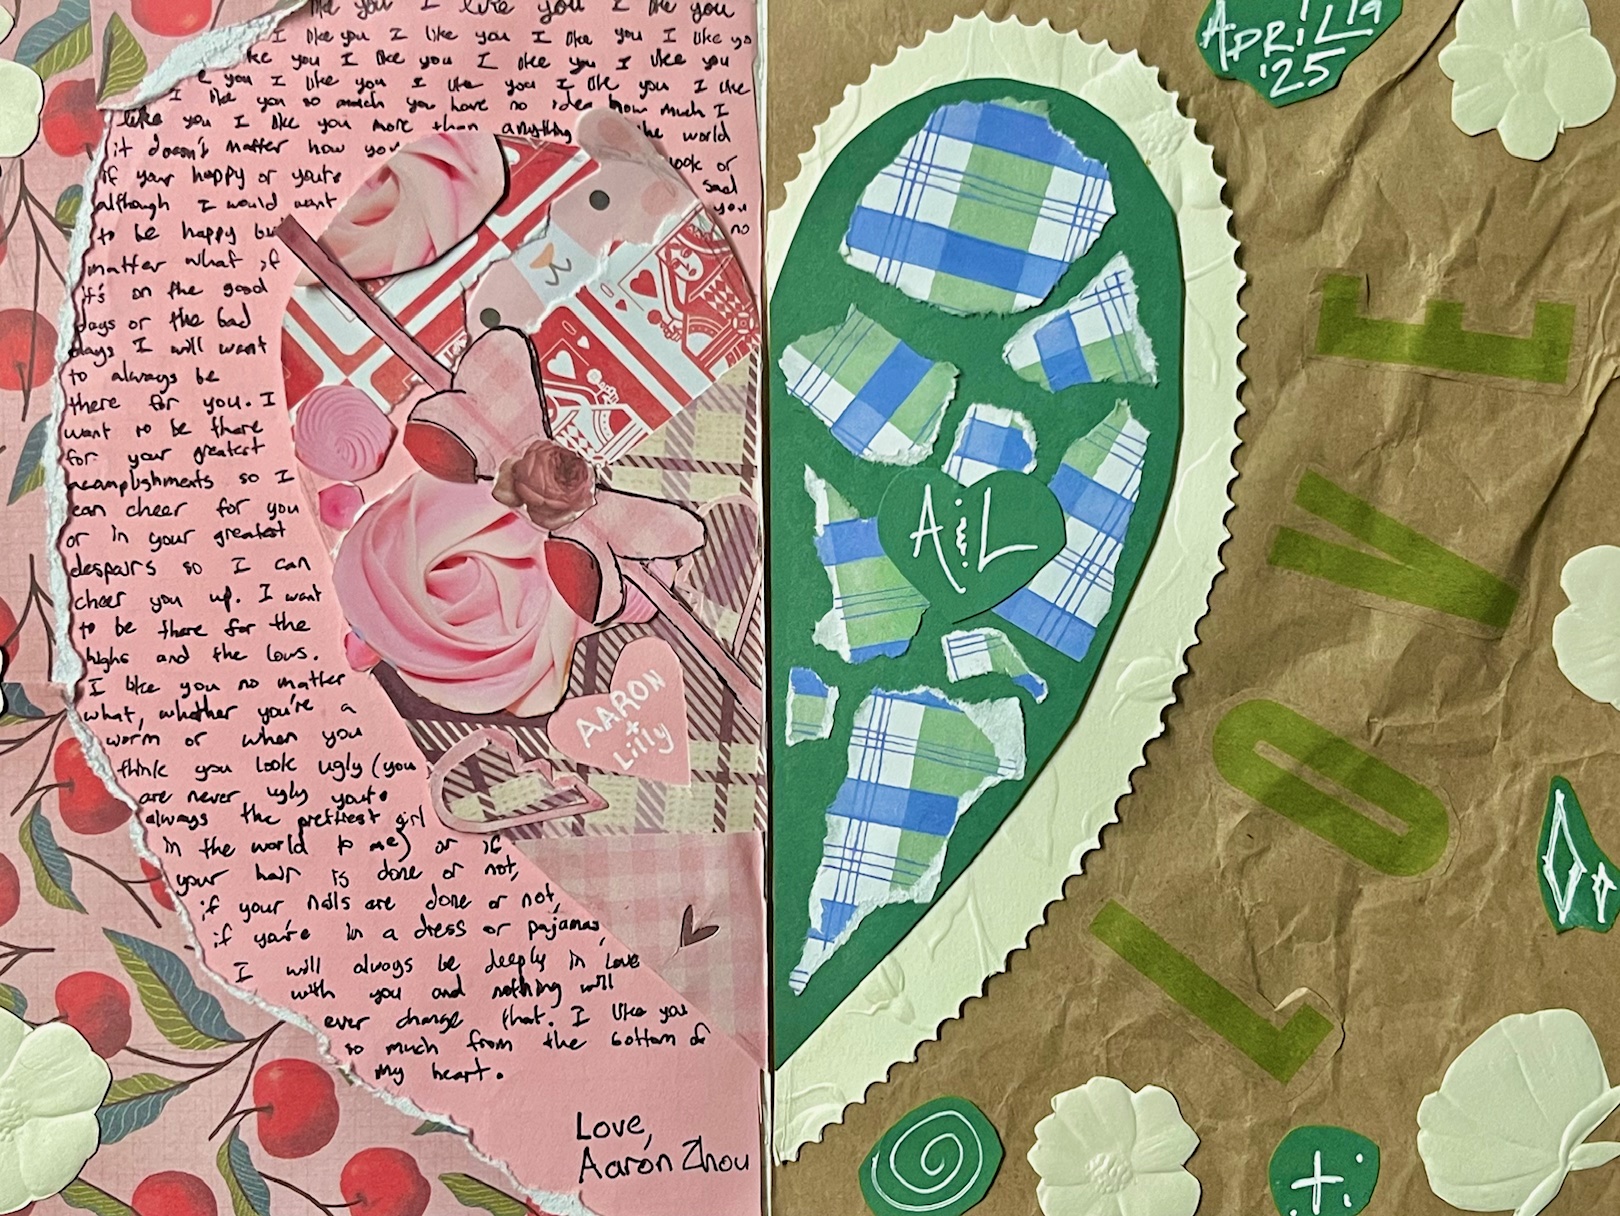 like you I like you I like you
I like you I like you I like you I like yo
ke you I like you I like you I like you
e you I like you I like you I like you I like
I like you so much you have no idea how much I
like you I like you more than anything the world
it doesn't matter how you look or
if your happy or you're sad
although I would want you
to be happy bu no
matter what if
it's on the good
days or the bad
days I will want
to always be
there for you. I
want to be there
for your greatest
acamplishments so I
can cheer for you
or in your greatest
despairs so I can
cheer you up. I want
to be there for the
highs and the lows.
I like you no matter
what, whether you're a
worm or when you
think you look ugly (you
are never ugly you're
always the prettiest girl
in the world to me) or if
your hair is done or not,
if your nails are done or not,
if you're in a dress or pajamas,
I will always be deeply in love
with you and nothing will
ever change that. I like you
so much from the bottom of
my heart.
Love,
Aaron Zhou
AARON
+
Lilly
A & L
APRIL 19
'25
LOVE